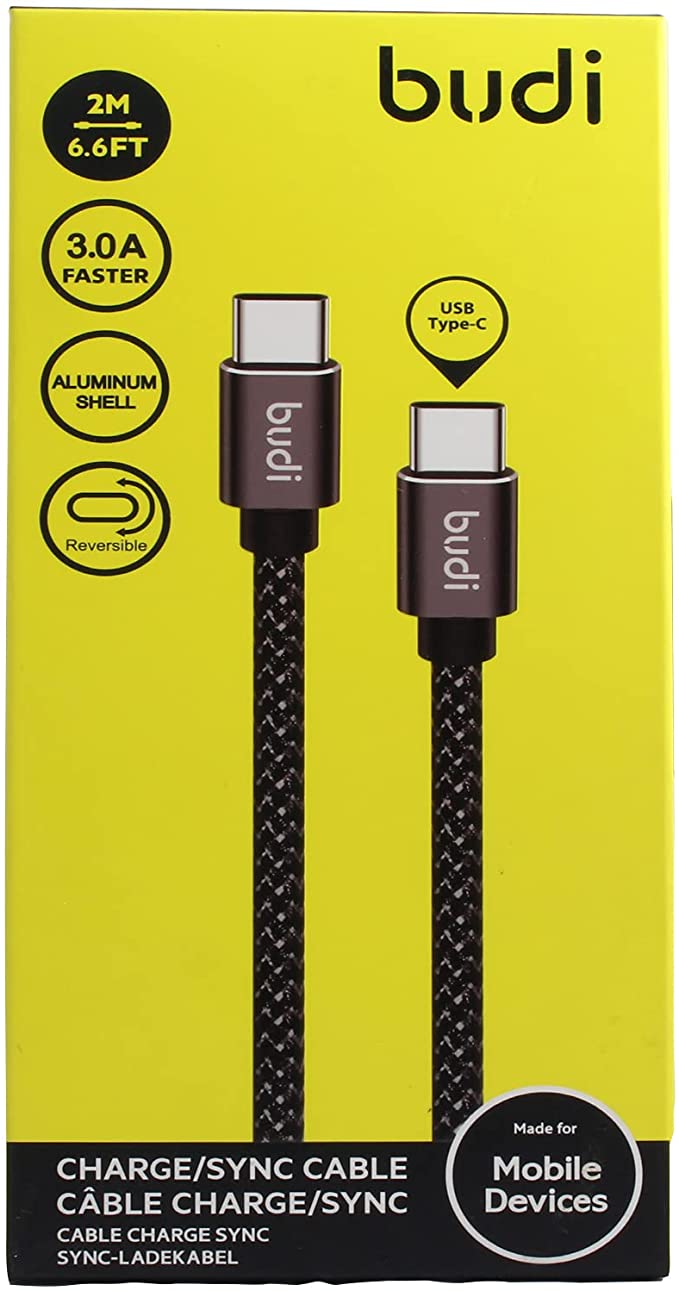 budi
2M
6.6FT
3.0A
FASTER
ALUMINUM
SHELL
Reversible
USB
Type-C
budi
budi
Made for
Mobile
Devices
CHARGE/SYNC CABLE
CÂBLE CHARGE/SYNC
CABLE CHARGE SYNC
SYNC-LADEKABEL